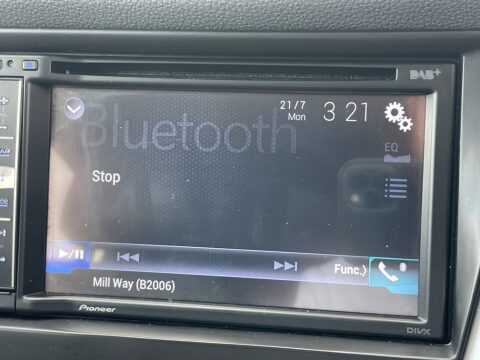 DAB+
Bluetooth
21/7
Mon
3 21
EQ
Stop
Func.
Mill Way (B2006)
Pioneer
DIVX